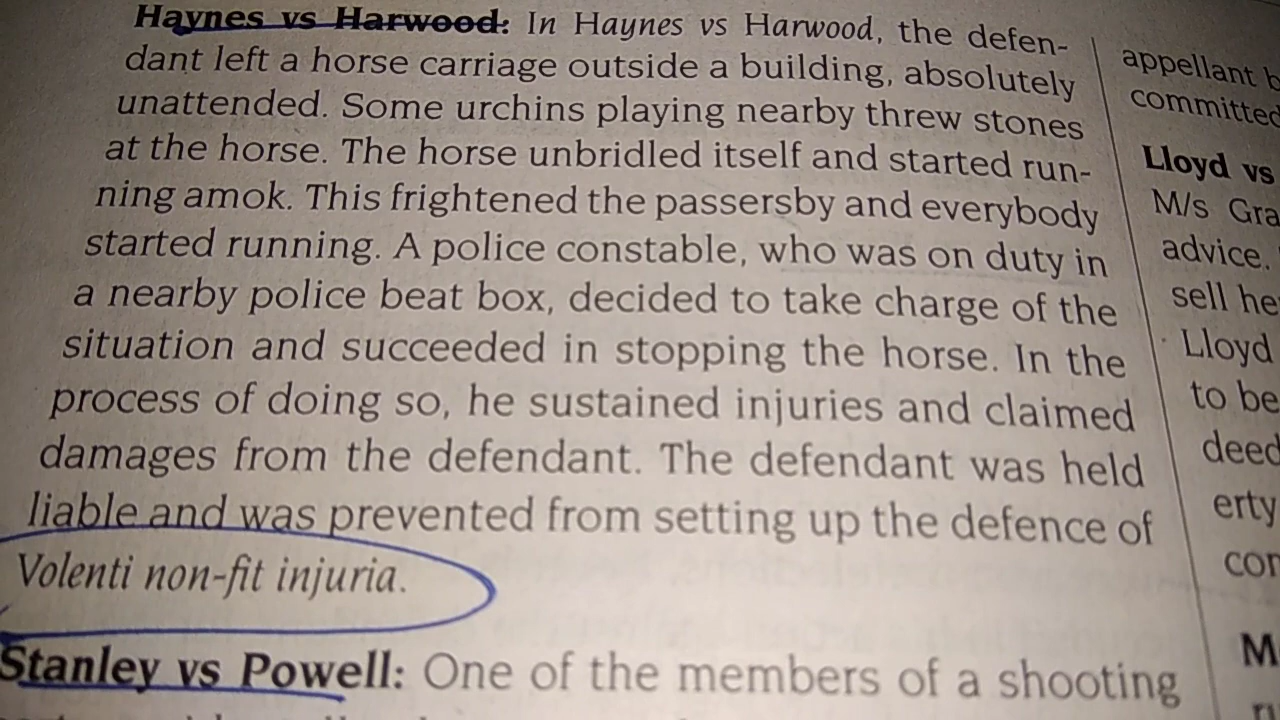 Haynes vs Harwood: In Haynes vs Harwood, the defen-
dant left a horse carriage outside a building, absolutely
unattended. Some urchins playing nearby threw stones
at the horse. The horse unbridled itself and started run-
ning amok. This frightened the passersby and everybody
started running. A police constable, who was on duty in
a nearby police beat box, decided to take charge of the
situation and succeeded in stopping the horse. In the
process of doing so, he sustained injuries and claimed
damages from the defendant. The defendant was held
liable and was prevented from setting up the defence of
Volenti non-fit injuria.
Stanley vs Powell: One of the members of a shooting
appellant b
committed
Lloyd vs
M/s Gra
advice.
sell he
Lloyd
to be
deed
erty
con
M